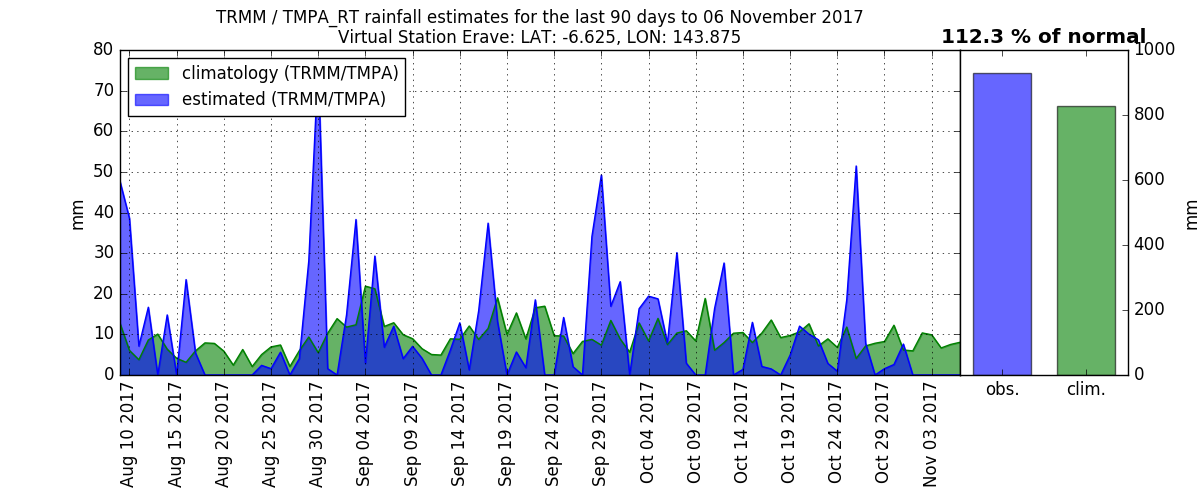 TRMM / TMPA_RT rainfall estimates for the last 90 days to 06 November 2017
Virtual Station Erave: LAT: -6.625, LON: 143.875
112.3 % of normal
climatology (TRMM/TMPA)
estimated (TRMM/TMPA)
80
70
60
50
40
30
20
10
0
mm
1000
800
600
400
200
0
mm
Aug 10 2017
Aug 15 2017
Aug 20 2017
Aug 25 2017
Aug 30 2017
Sep 04 2017
Sep 09 2017
Sep 14 2017
Sep 19 2017
Sep 24 2017
Sep 29 2017
Oct 04 2017
Oct 09 2017
Oct 14 2017
Oct 19 2017
Oct 24 2017
Oct 29 2017
Nov 03 2017
obs.
clim.